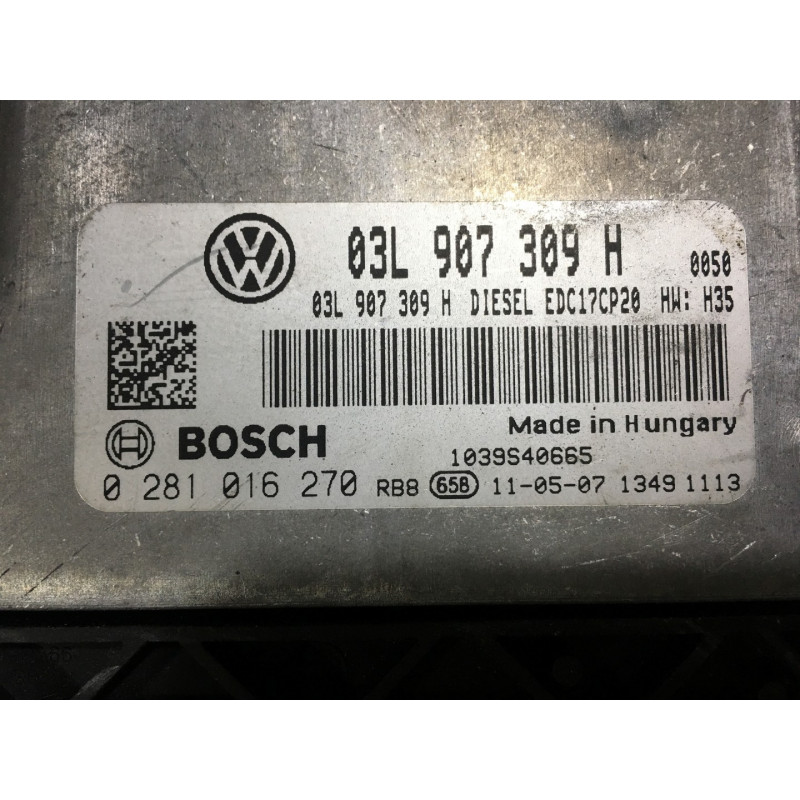 03L 907 309 H 0050
03L 907 309 H DIESEL EDC17CP20 HW: H35
Made in Hungary
BOSCH
1039S40665
0 281 016 270 RB8 658 11-05-07 1349 1113